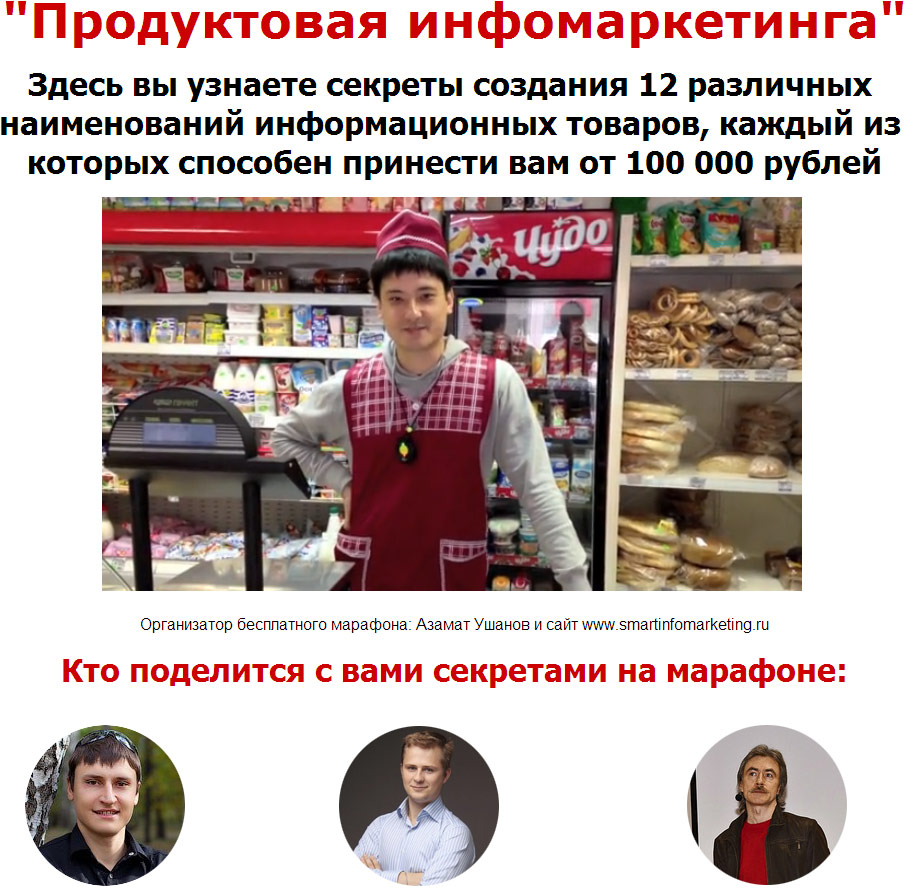 "Продуктовая инфомаркетинга"
Здесь вы узнаете секреты создания 12 различных
наименований информационных товаров, каждый из
которых способен принести вам от 100 000 рублей
Чудо
Организатор бесплатного марафона: Азамат Ушанов и сайт www.smartinfomarketing.ru
Кто поделится с вами секретами на марафоне: